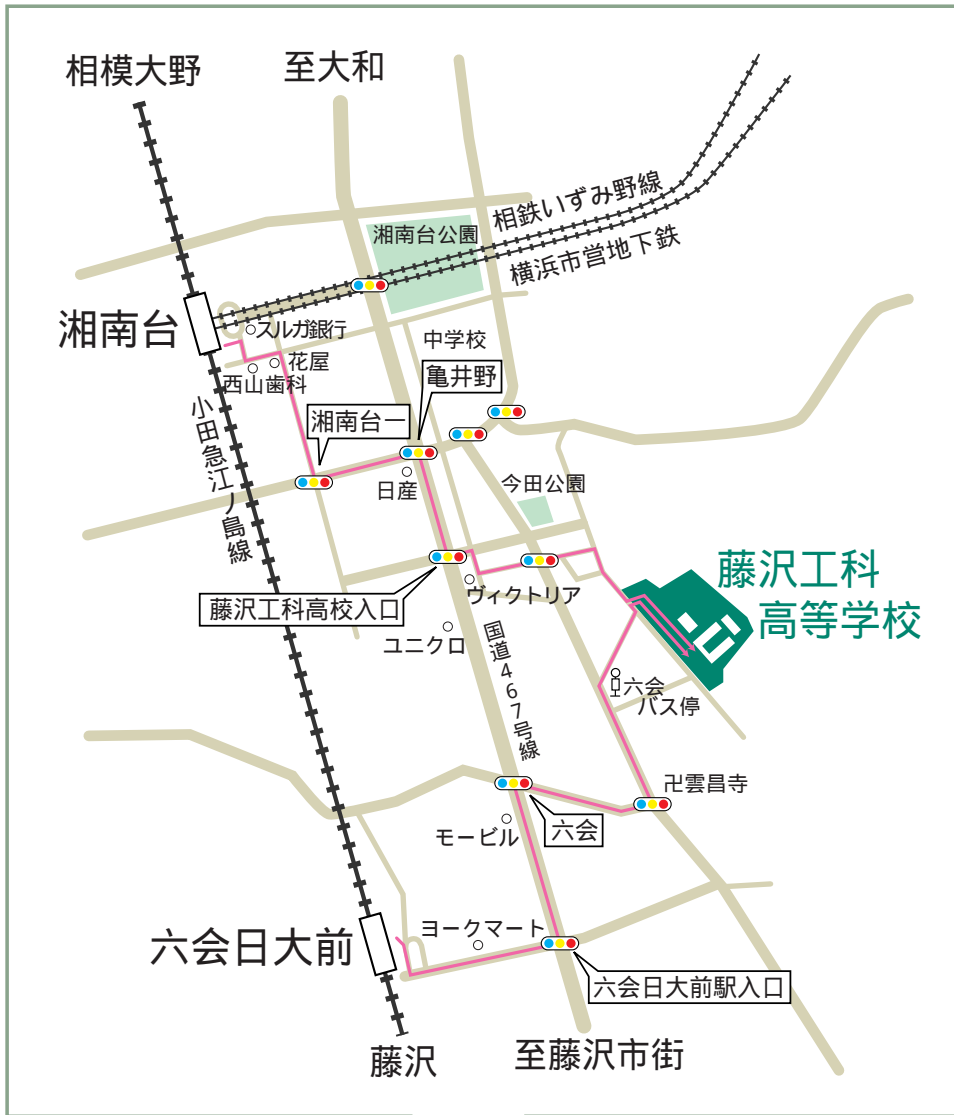 相模大野
至大和
相鉄いずみ野線
横浜市営地下鉄
湘南台公園
湘南台
スルガ銀行
花屋
西山歯科
中学校
亀井野
湘南台一
小田急江ノ島線
日産
今田公園
藤沢工科
高等学校
藤沢工科高校入口
ヴィクトリア
ユニクロ
国道467号線
六会
バス停
卍雲昌寺
六会
モービル
ヨークマート
六会日大前
六会日大前駅入口
藤沢
至藤沢市街